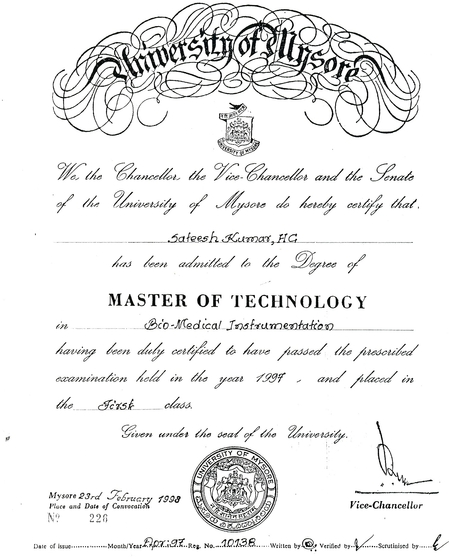 University of Mysore
We, the Chancellor, the Vice-Chancellor and the Senate
of the University of Mysore do hereby certify that.
Sateesh Kumar, HG
has been admitted to the Degree of
MASTER OF TECHNOLOGY
in Bio-Medical Instrumentation
having been duly certified to have passed the prescribed
examination held in the year 1997, and placed in
the First class.
Given under the seal of the University.
UNIVERSITY OF MYSORE
Mysore 23rd February 1998
Place and Date of Convocation
Nº 226
Vice-Chancellor
Date of issue Month/Year Apr.97 Reg. No. 10138 Written by Verified by Scrutinised by